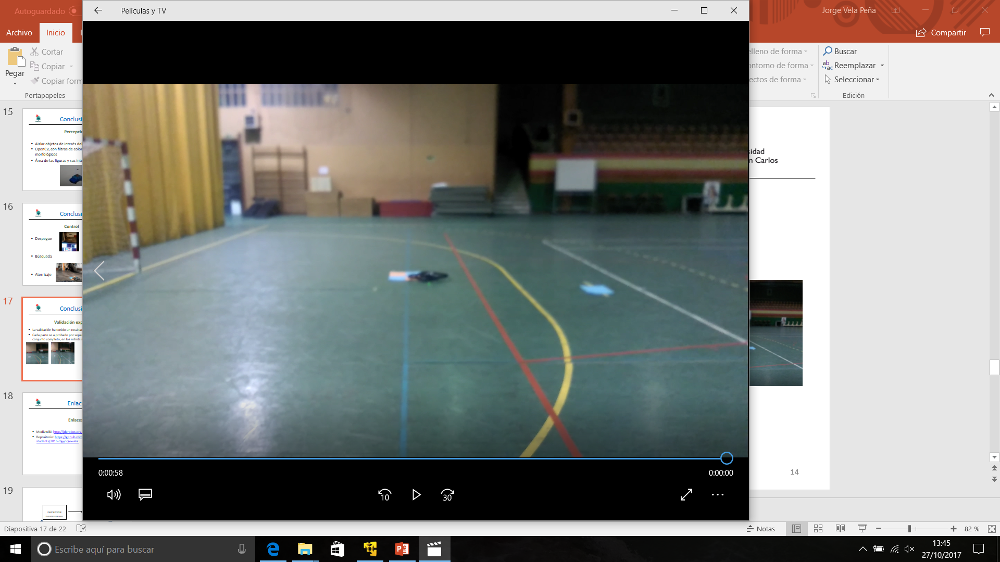 Autoguardado
Películas y TV
Jorge Vela Peña
Archivo
Inicio
Compartir
Pegar
Cortar
Copiar
Copiar form
Portapapeles
elleno de forma
ontorno de forma
ectos de forma
Buscar
Reemplazar
Seleccionar
Edición
15
Conclusi
Percepció
• Aislar objetos de interés del
• OpenCV, con filtros de color
morfológicos
• Área de las figuras y sus inte
16
Conclusi
Control
• Despegue
• Búsqueda
• Aterrizaje
17
Conclusi
Validación exp
• La validación ha tenido un resultad
• Cada parte se a probado por separ
conjunto completo, en los robots s
18
Enlace
Enlaces
• Mediawiki: http://jderobot.org
• Repositorio: https://github.com
students/2016-tfg-jorge-vela
19
PERCEPCIÓN
sidad
n Carlos
14
0:00:58
0:00:00
10
30
Diapositiva 17 de 22
Notas
82 %
Escribe aquí para buscar
13:45
27/10/2017